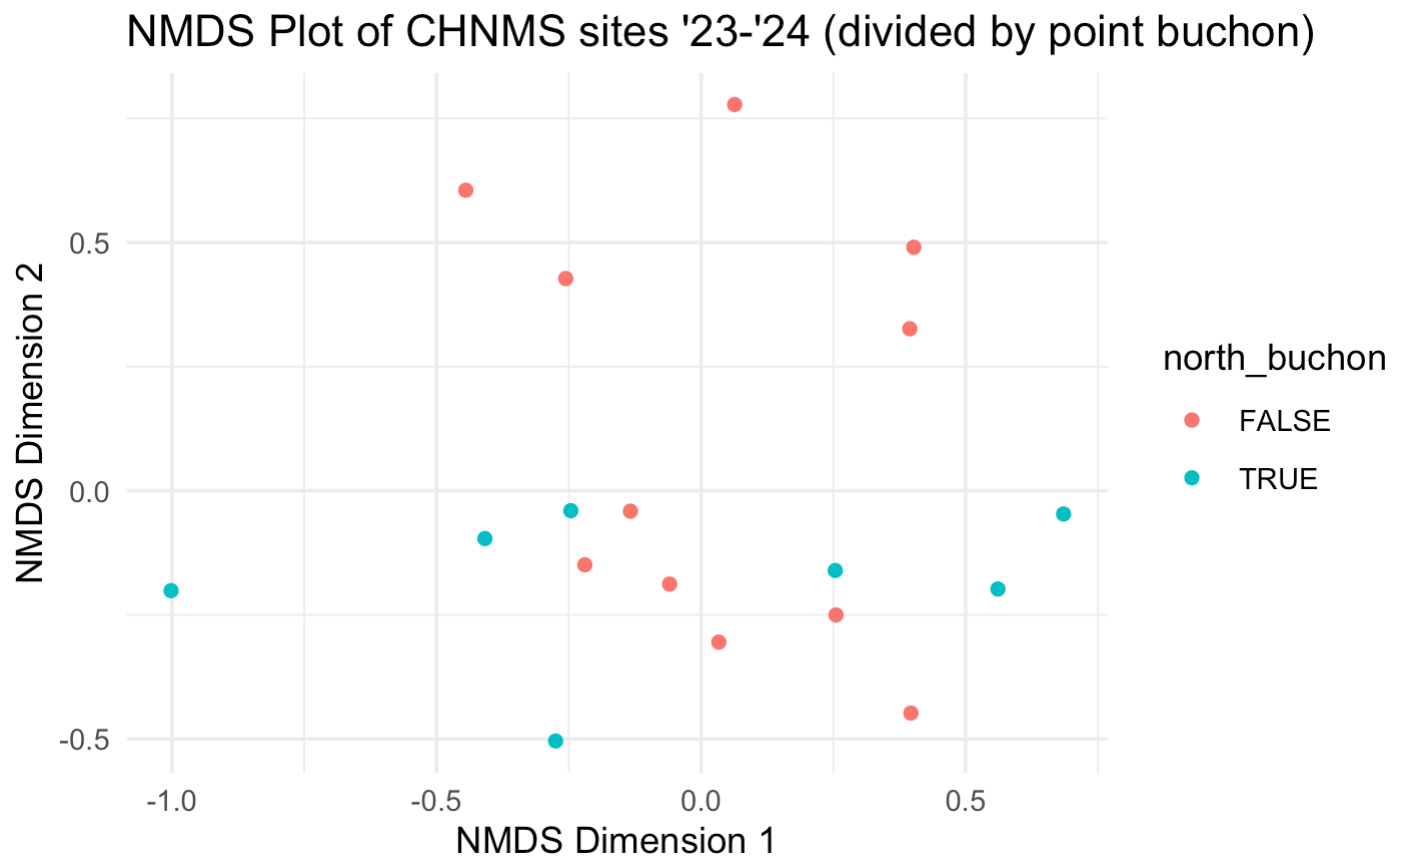 NMDS Plot of CHNMS sites '23-'24 (divided by point buchon)
NMDS Dimension 2
0.5
0.0
-0.5
-1.0 -0.5 0.0 0.5
NMDS Dimension 1
north_buchon
FALSE
TRUE